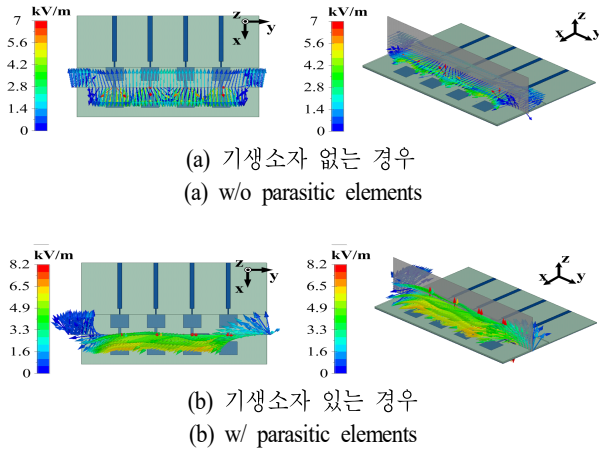 kV/m
7
5.6
4.2
2.8
1.4
0
z
y
x
kV/m
7
5.6
4.2
2.8
1.4
0
z
x
y
(a) 기생소자 없는 경우
(a) w/o parasitic elements
kV/m
8.2
6.5
4.9
3.3
1.6
0
z
y
x
kV/m
8.2
6.5
4.9
3.3
1.6
0
z
x
y
(b) 기생소자 있는 경우
(b) w/ parasitic elements